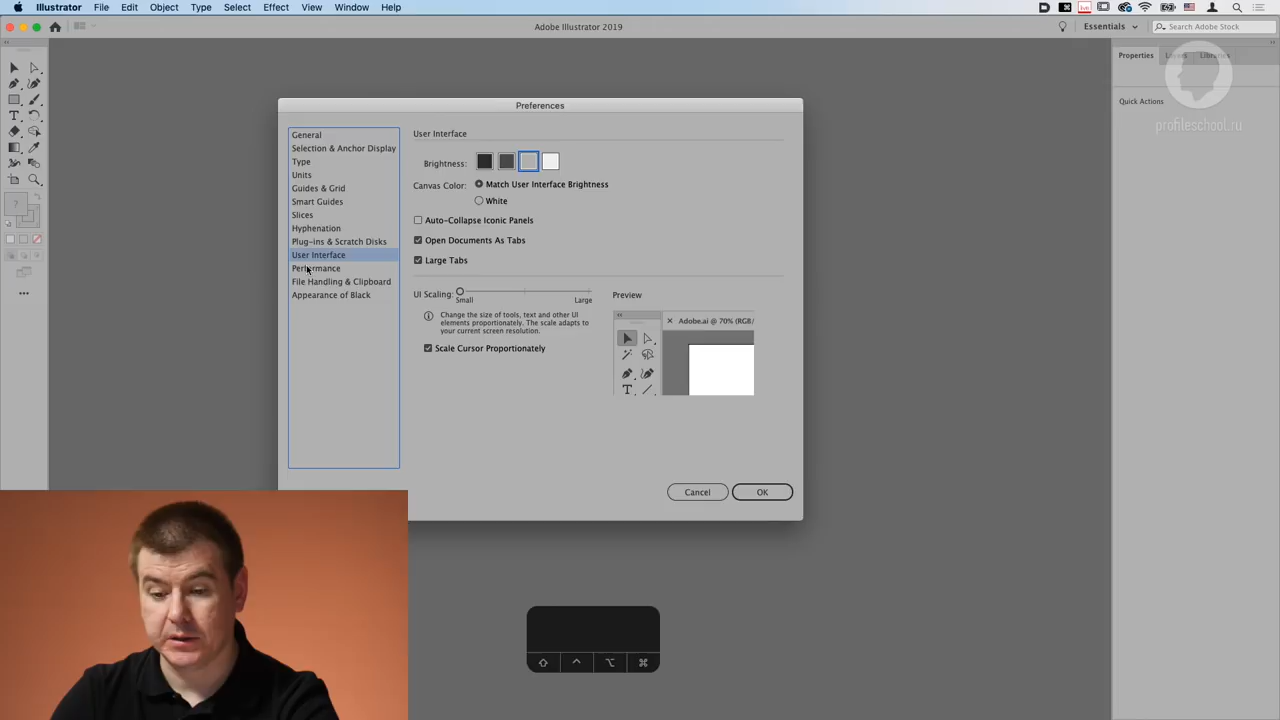 Illustrator File Edit Object Type Select Effect View Window Help
Adobe Illustrator 2019
Essentials
Search Adobe Stock
Properties Layers Libraries
profileschool.ru
Quick Actions
Preferences
General
Selection & Anchor Display
Type
Units
Guides & Grid
Smart Guides
Slices
Hyphenation
Plug-ins & Scratch Disks
User Interface
Performance
File Handling & Clipboard
Appearance of Black
User Interface
Brightness:
Canvas Color: Match User Interface Brightness
White
Auto-Collapse Iconic Panels
Open Documents As Tabs
Large Tabs
UI Scaling:
Small Large
Change the size of tools, text and other UI
elements proportionately. The scale adapts to
your current screen resolution.
Scale Cursor Proportionately
Preview
Adobe.ai @ 70% (RGB/
Cancel OK